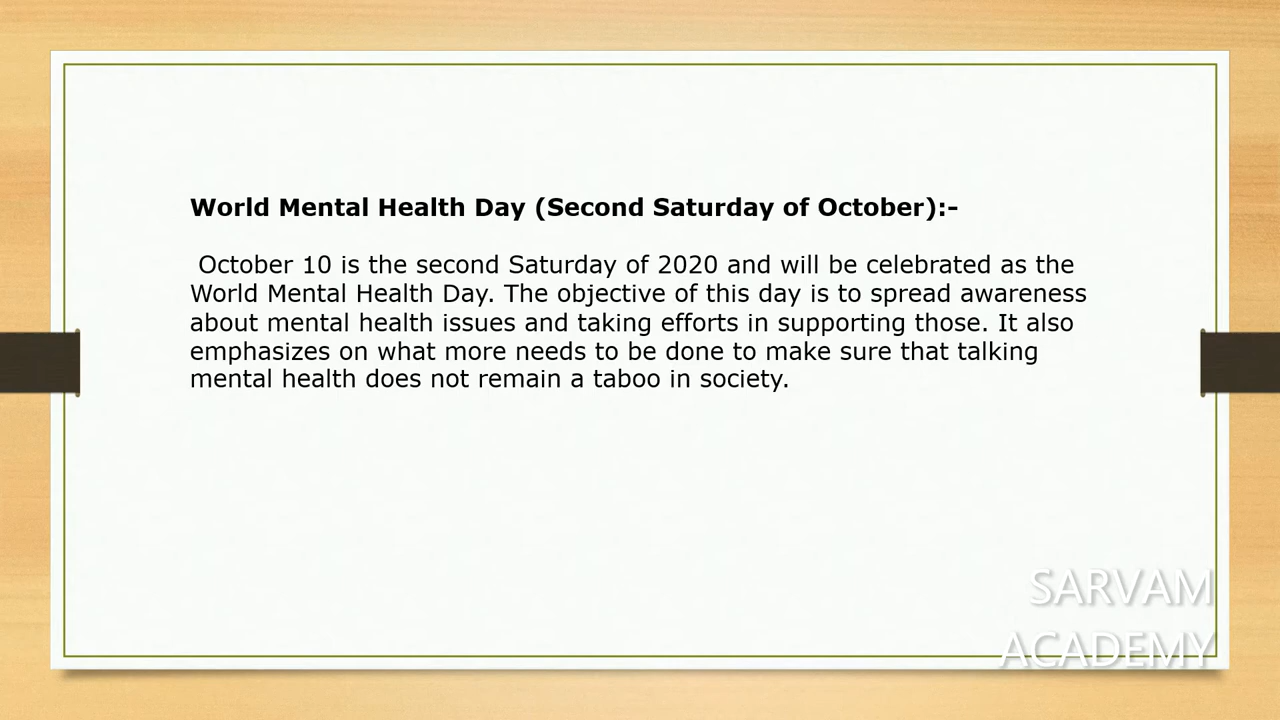 World Mental Health Day (Second Saturday of October):-
October 10 is the second Saturday of 2020 and will be celebrated as the
World Mental Health Day. The objective of this day is to spread awareness
about mental health issues and taking efforts in supporting those. It also
emphasizes on what more needs to be done to make sure that talking
mental health does not remain a taboo in society.
SARVAM
ACADEMY